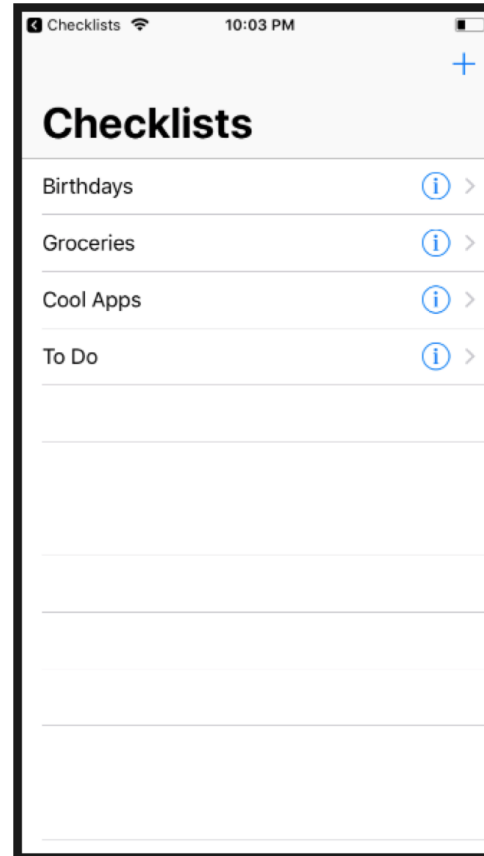 Checklists 10:03 PM
Checklists
Birthdays
Groceries
Cool Apps
To Do